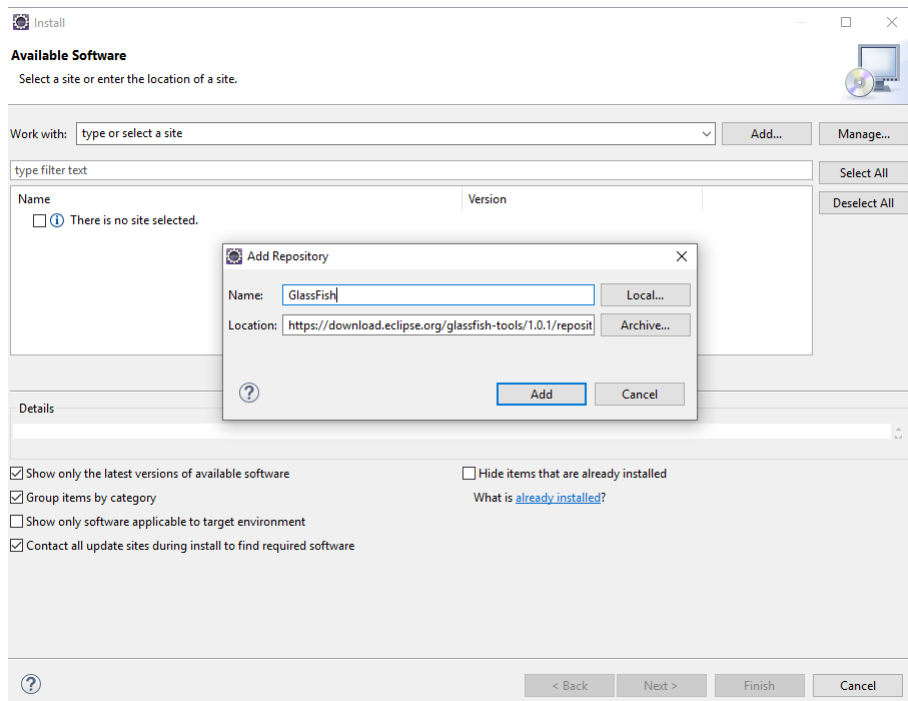 Install
Available Software
Select a site or enter the location of a site.
Work with: type or select a site Add... Manage...
type filter text Select All
Name Version Deselect All
There is no site selected.
Add Repository
Name: GlassFish Local...
Location: https://download.eclipse.org/glassfish-tools/1.0.1/reposit Archive...
Add Cancel
Details
Show only the latest versions of available software Hide items that are already installed
Group items by category What is already installed?
Show only software applicable to target environment
Contact all update sites during install to find required software
< Back Next > Finish Cancel